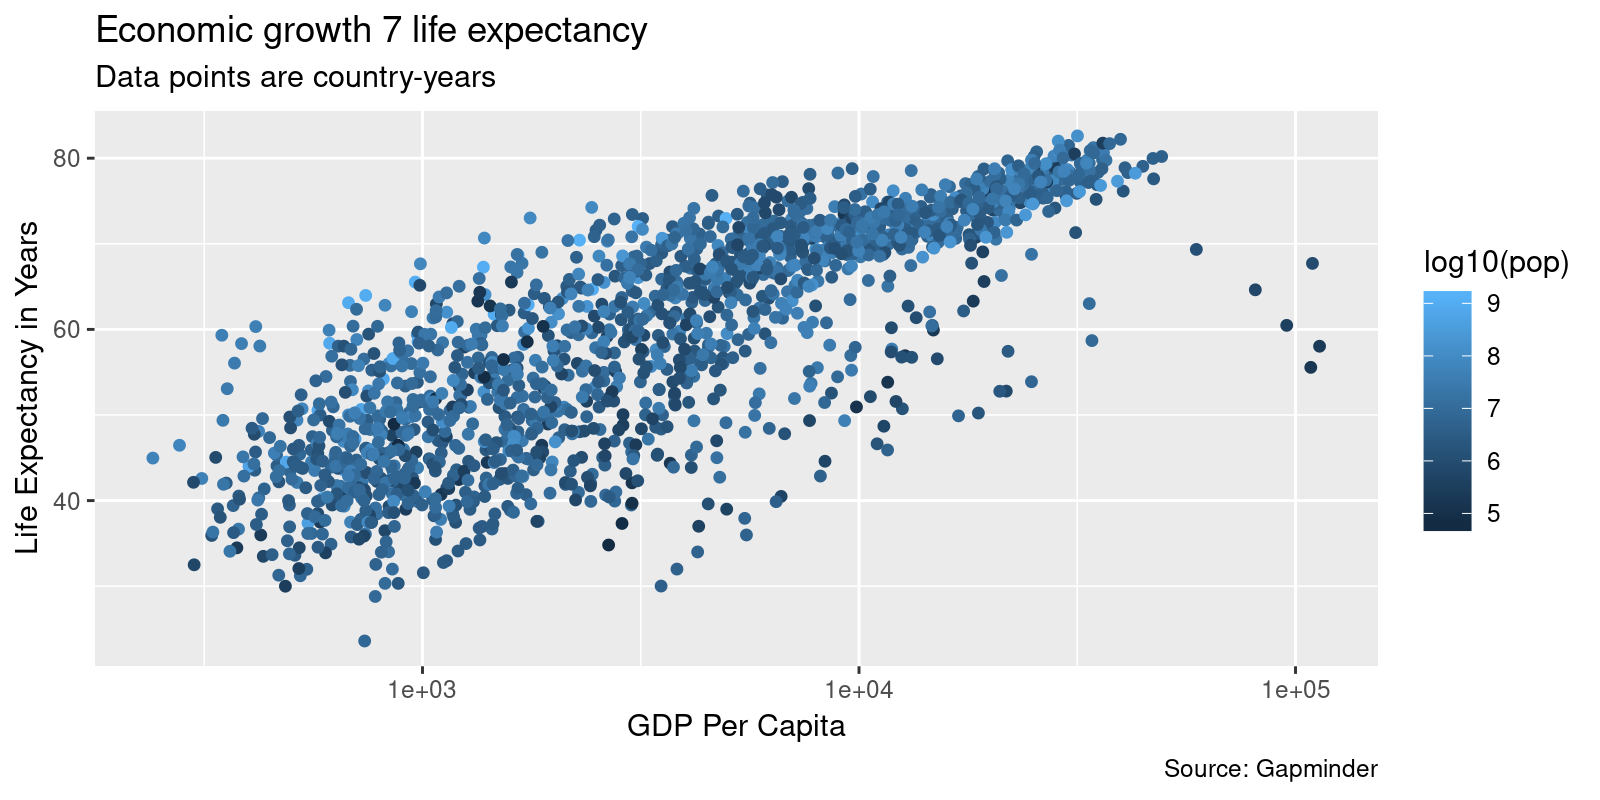 Economic growth 7 life expectancy
Data points are country-years
Life Expectancy in Years
80
60
40
1e+03
1e+04
1e+05
GDP Per Capita
log10(pop)
9
8
7
6
5
Source: Gapminder